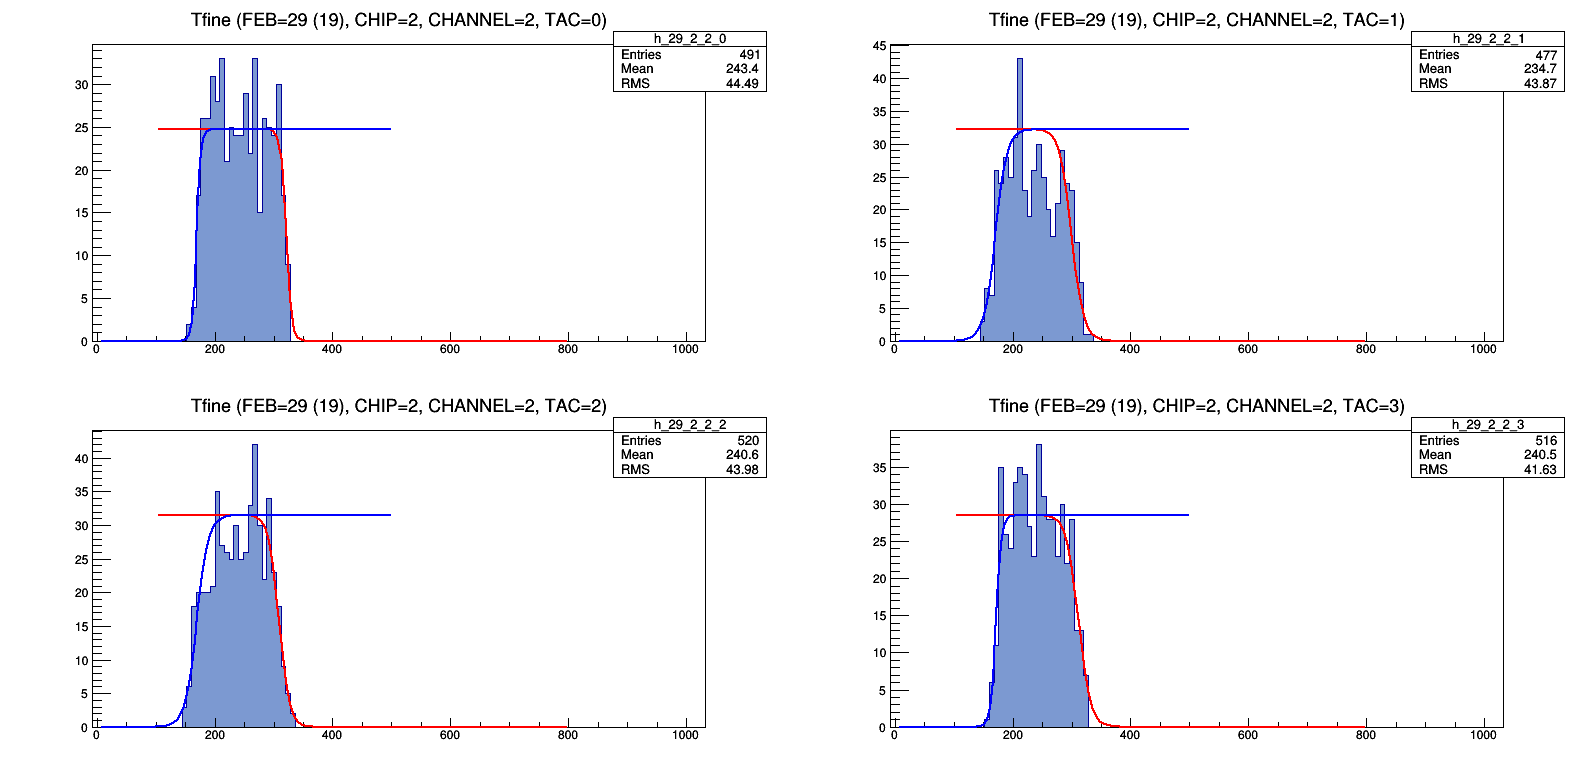 Tfine (FEB=29 (19), CHIP=2, CHANNEL=2, TAC=0)
h_29_2_2_0
Entries 491
Mean 243.4
RMS 44.49
30
25
20
15
10
5
0
0 200 400 600 800 1000
Tfine (FEB=29 (19), CHIP=2, CHANNEL=2, TAC=1)
h_29_2_2_1
Entries 477
Mean 234.7
RMS 43.87
45
40
35
30
25
20
15
10
5
0
0 200 400 600 800 1000
Tfine (FEB=29 (19), CHIP=2, CHANNEL=2, TAC=2)
h_29_2_2_2
Entries 520
Mean 240.6
RMS 43.98
40
35
30
25
20
15
10
5
0
0 200 400 600 800 1000
Tfine (FEB=29 (19), CHIP=2, CHANNEL=2, TAC=3)
h_29_2_2_3
Entries 516
Mean 240.5
RMS 41.63
35
30
25
20
15
10
5
0
0 200 400 600 800 1000